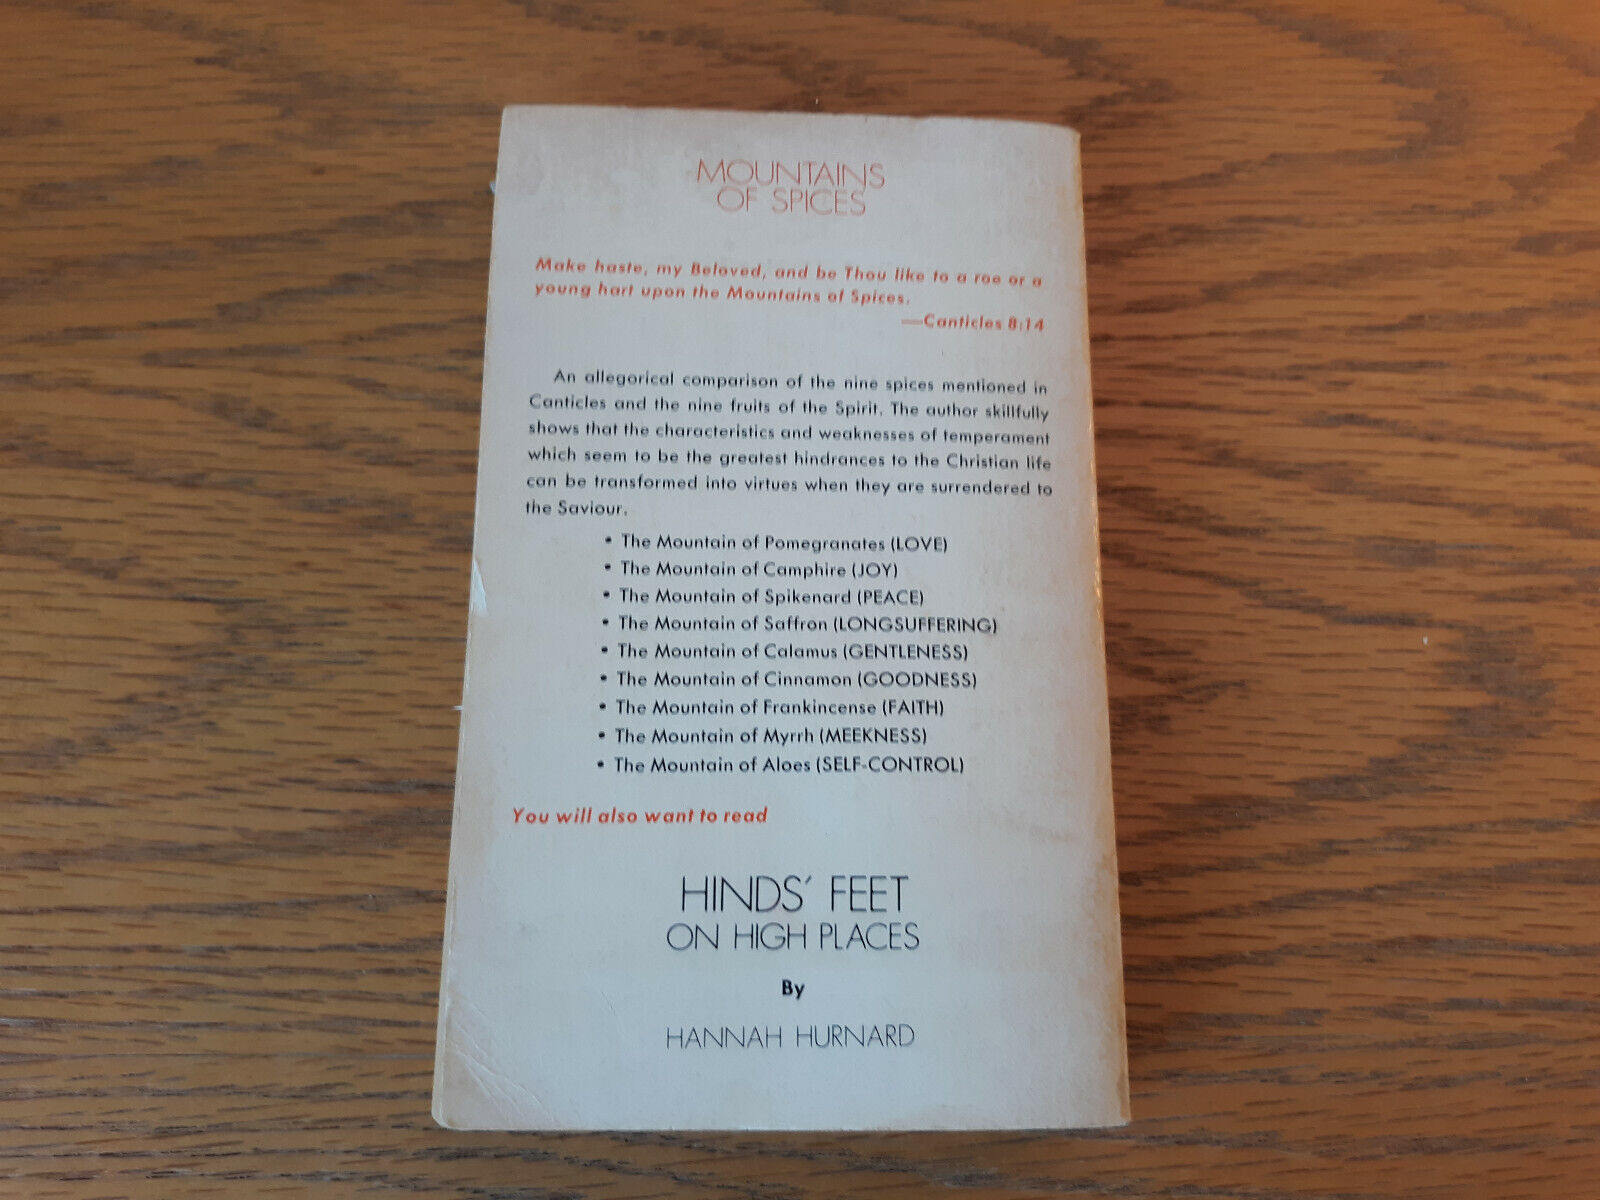 MOUNTAINS
OF SPICES
Make haste, my Beloved, and be Thou like to a roe or a
young hart upon the Mountains of Spices.
—Canticles 8:14
An allegorical comparison of the nine spices mentioned in
Canticles and the nine fruits of the Spirit. The author skillfully
shows that the characteristics and weaknesses of temperament
which seem to be the greatest hindrances to the Christian life
can be transformed into virtues when they are surrendered to
the Saviour.
• The Mountain of Pomegranates (LOVE)
• The Mountain of Camphire (JOY)
• The Mountain of Spikenard (PEACE)
• The Mountain of Saffron (LONGSUFFERING)
• The Mountain of Calamus (GENTLENESS)
• The Mountain of Cinnamon (GOODNESS)
• The Mountain of Frankincense (FAITH)
• The Mountain of Myrrh (MEEKNESS)
• The Mountain of Aloes (SELF-CONTROL)
You will also want to read
HINDS' FEET
ON HIGH PLACES
By
HANNAH HURNARD